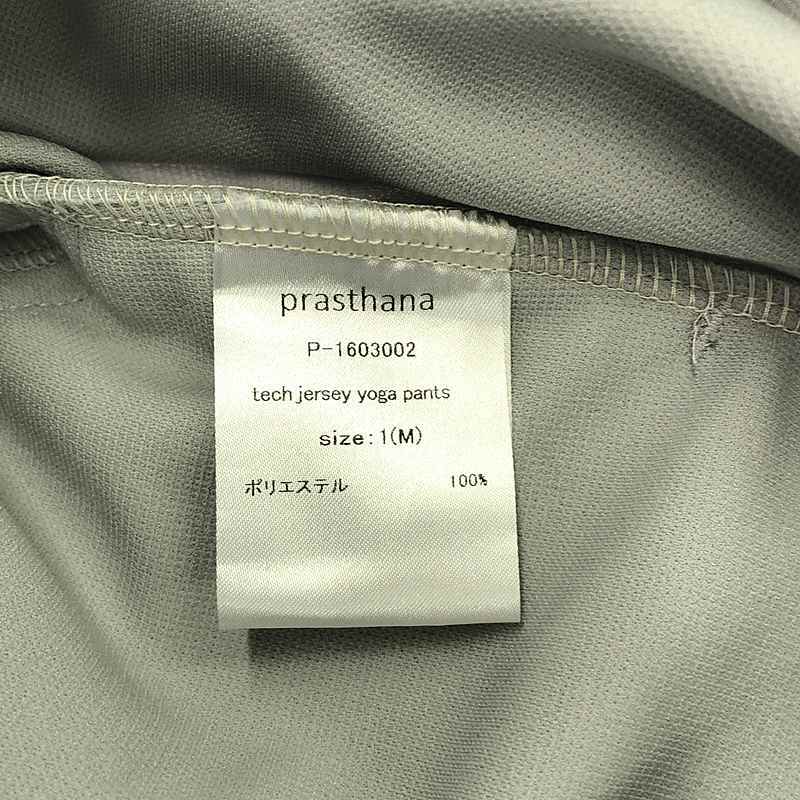 prasthana
P-1603002
tech jersey yoga pants
size:1(M)
ポリエステル 100%